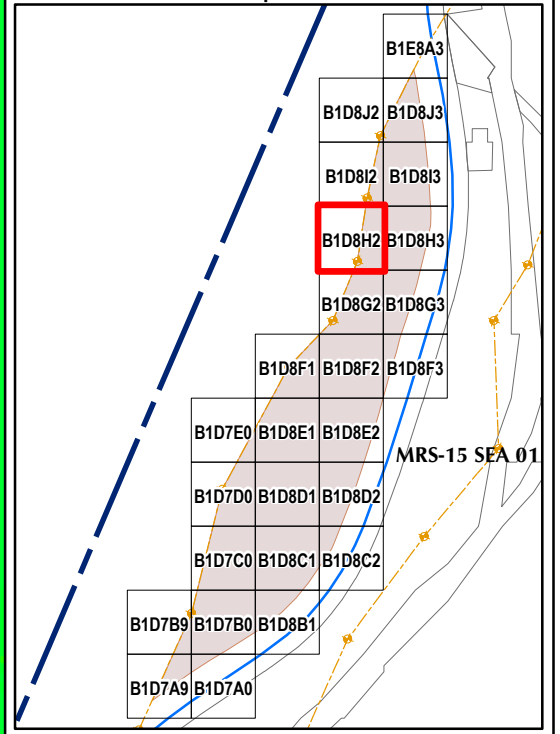 B1E8A3
B1D8J2 B1D8J3
B1D8I2 B1D8I3
B1D8H2 B1D8H3
B1D8G2 B1D8G3
B1D8F1 B1D8F2 B1D8F3
B1D7E0 B1D8E1 B1D8E2
MRS-15 SEA 01
B1D7D0 B1D8D1 B1D8D2
B1D7C0 B1D8C1 B1D8C2
B1D7B9 B1D7B0 B1D8B1
B1D7A9 B1D7A0